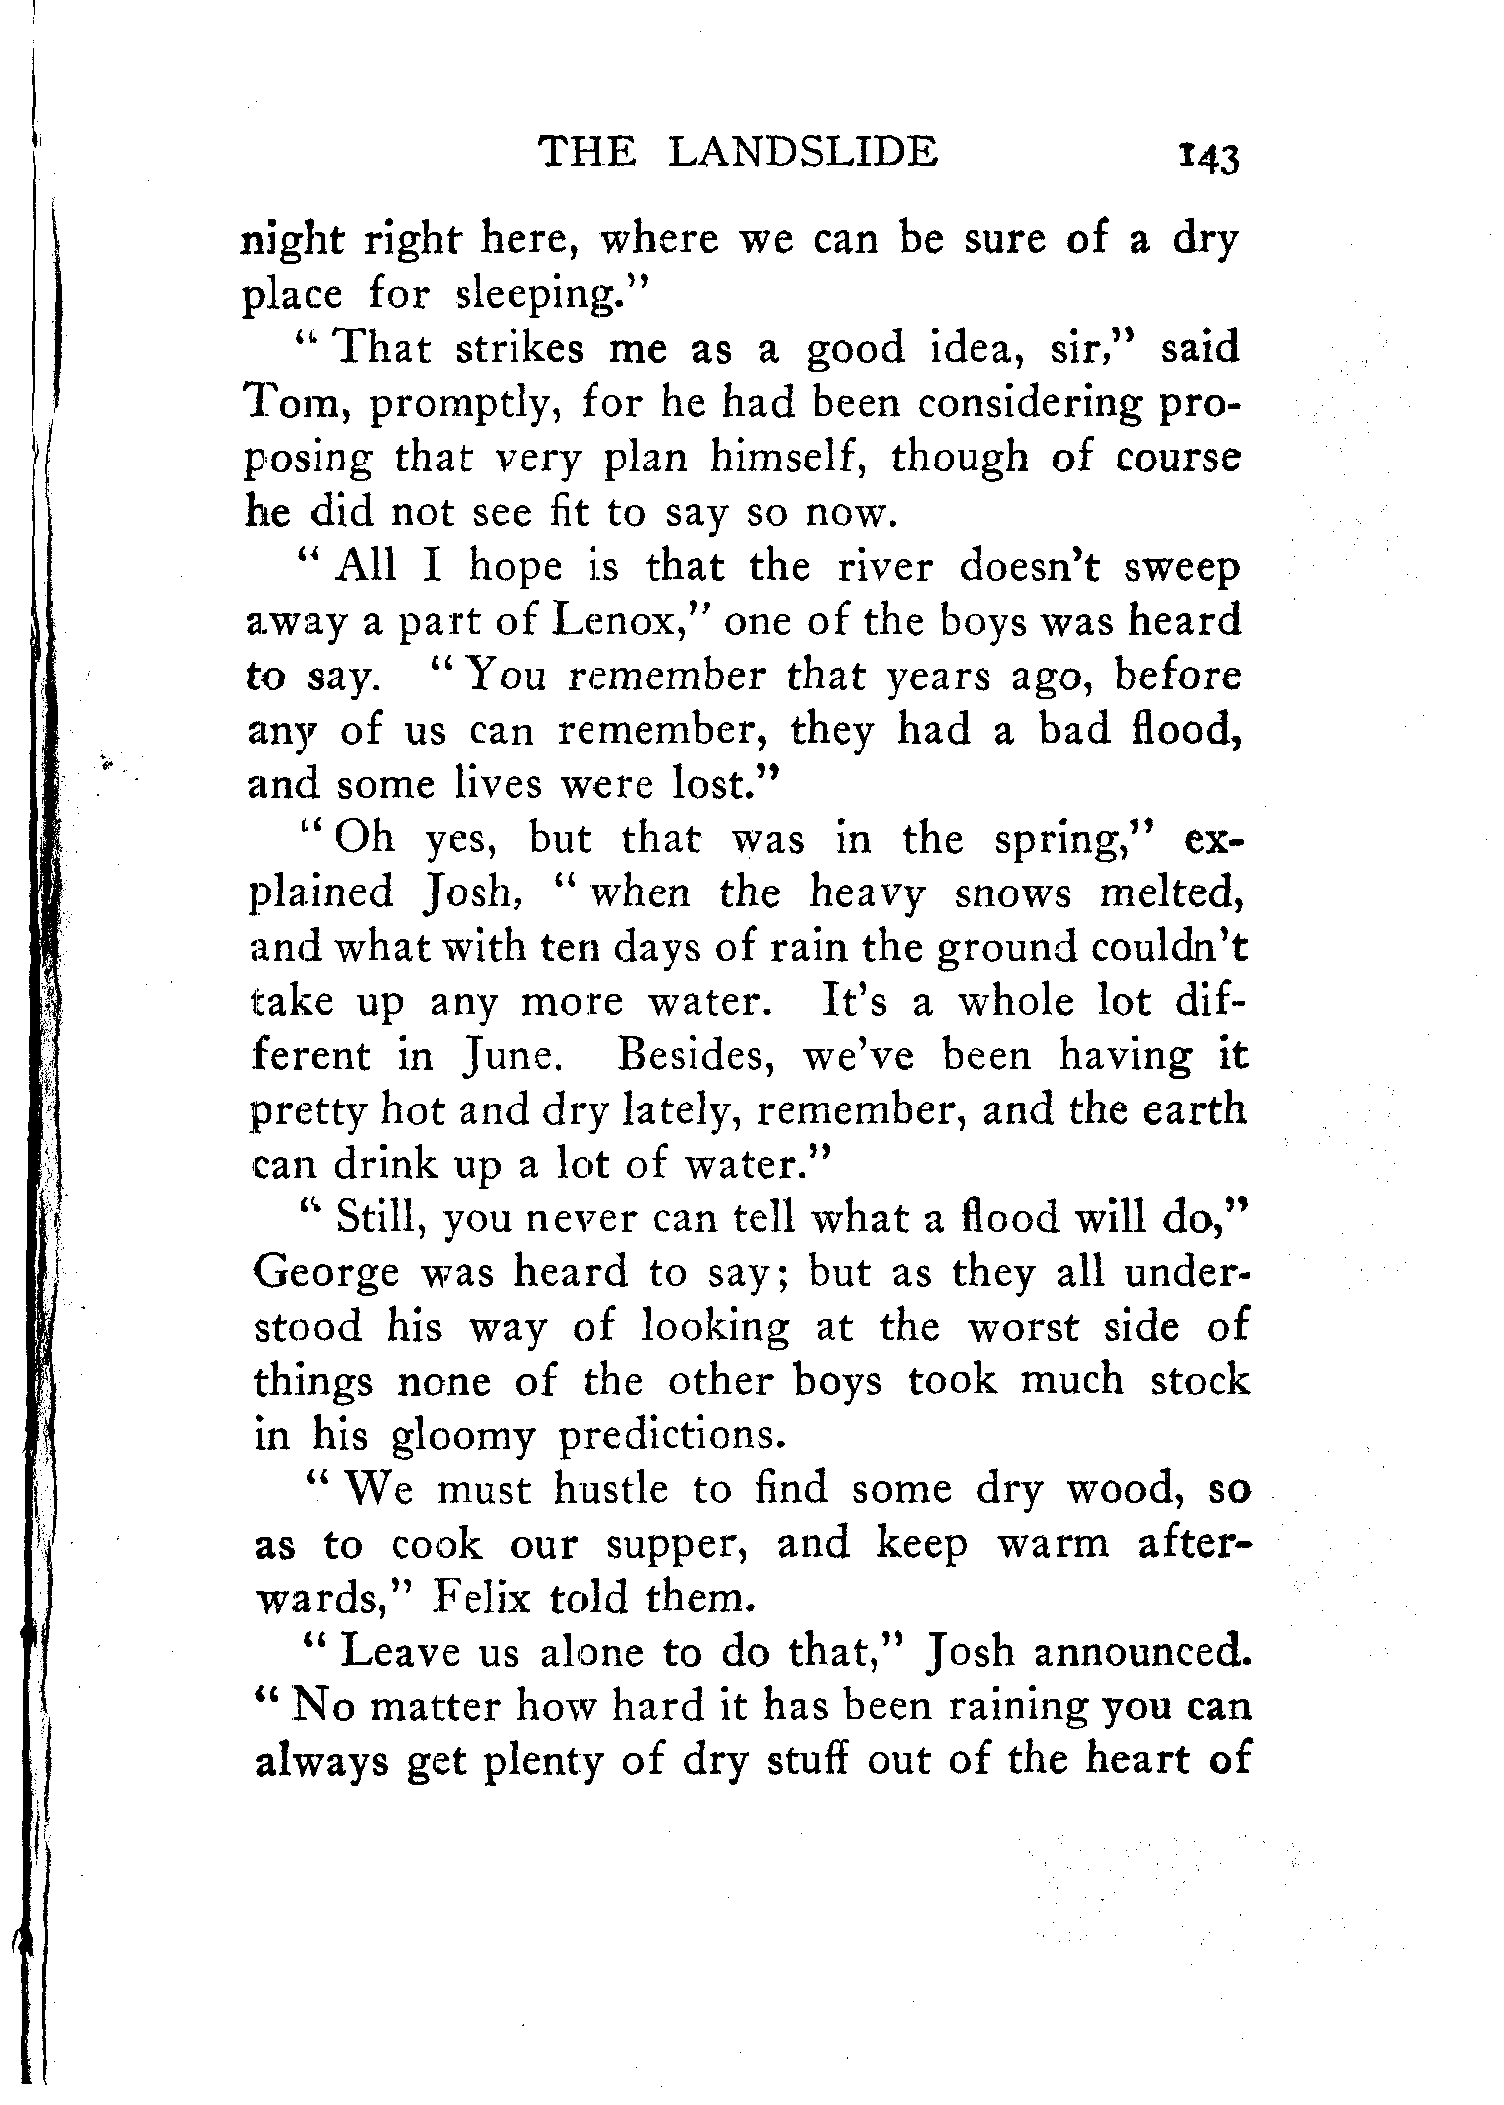 THE LANDSLIDE 143
night right here, where we can be sure of a dry
place for sleeping."
" That strikes me as a good idea, sir," said
Tom, promptly, for he had been considering pro-
posing that very plan himself, though of course
he did not see fit to say so now.
" All I hope is that the river doesn't sweep
away a part of Lenox," one of the boys was heard
to say. " You remember that years ago, before
any of us can remember, they had a bad flood,
and some lives were lost."
" Oh yes, but that was in the spring," ex-
plained Josh, " when the heavy snows melted,
and what with ten days of rain the ground couldn't
take up any more water. It's a whole lot dif-
ferent in June. Besides, we've been having it
pretty hot and dry lately, remember, and the earth
can drink up a lot of water."
" Still, you never can tell what a flood will do,"
George was heard to say; but as they all under-
stood his way of looking at the worst side of
things none of the other boys took much stock
in his gloomy predictions.
" We must hustle to find some dry wood, so
as to cook our supper, and keep warm after-
wards," Felix told them.
" Leave us alone to do that," Josh announced.
" No matter how hard it has been raining you can
always get plenty of dry stuff out of the heart of